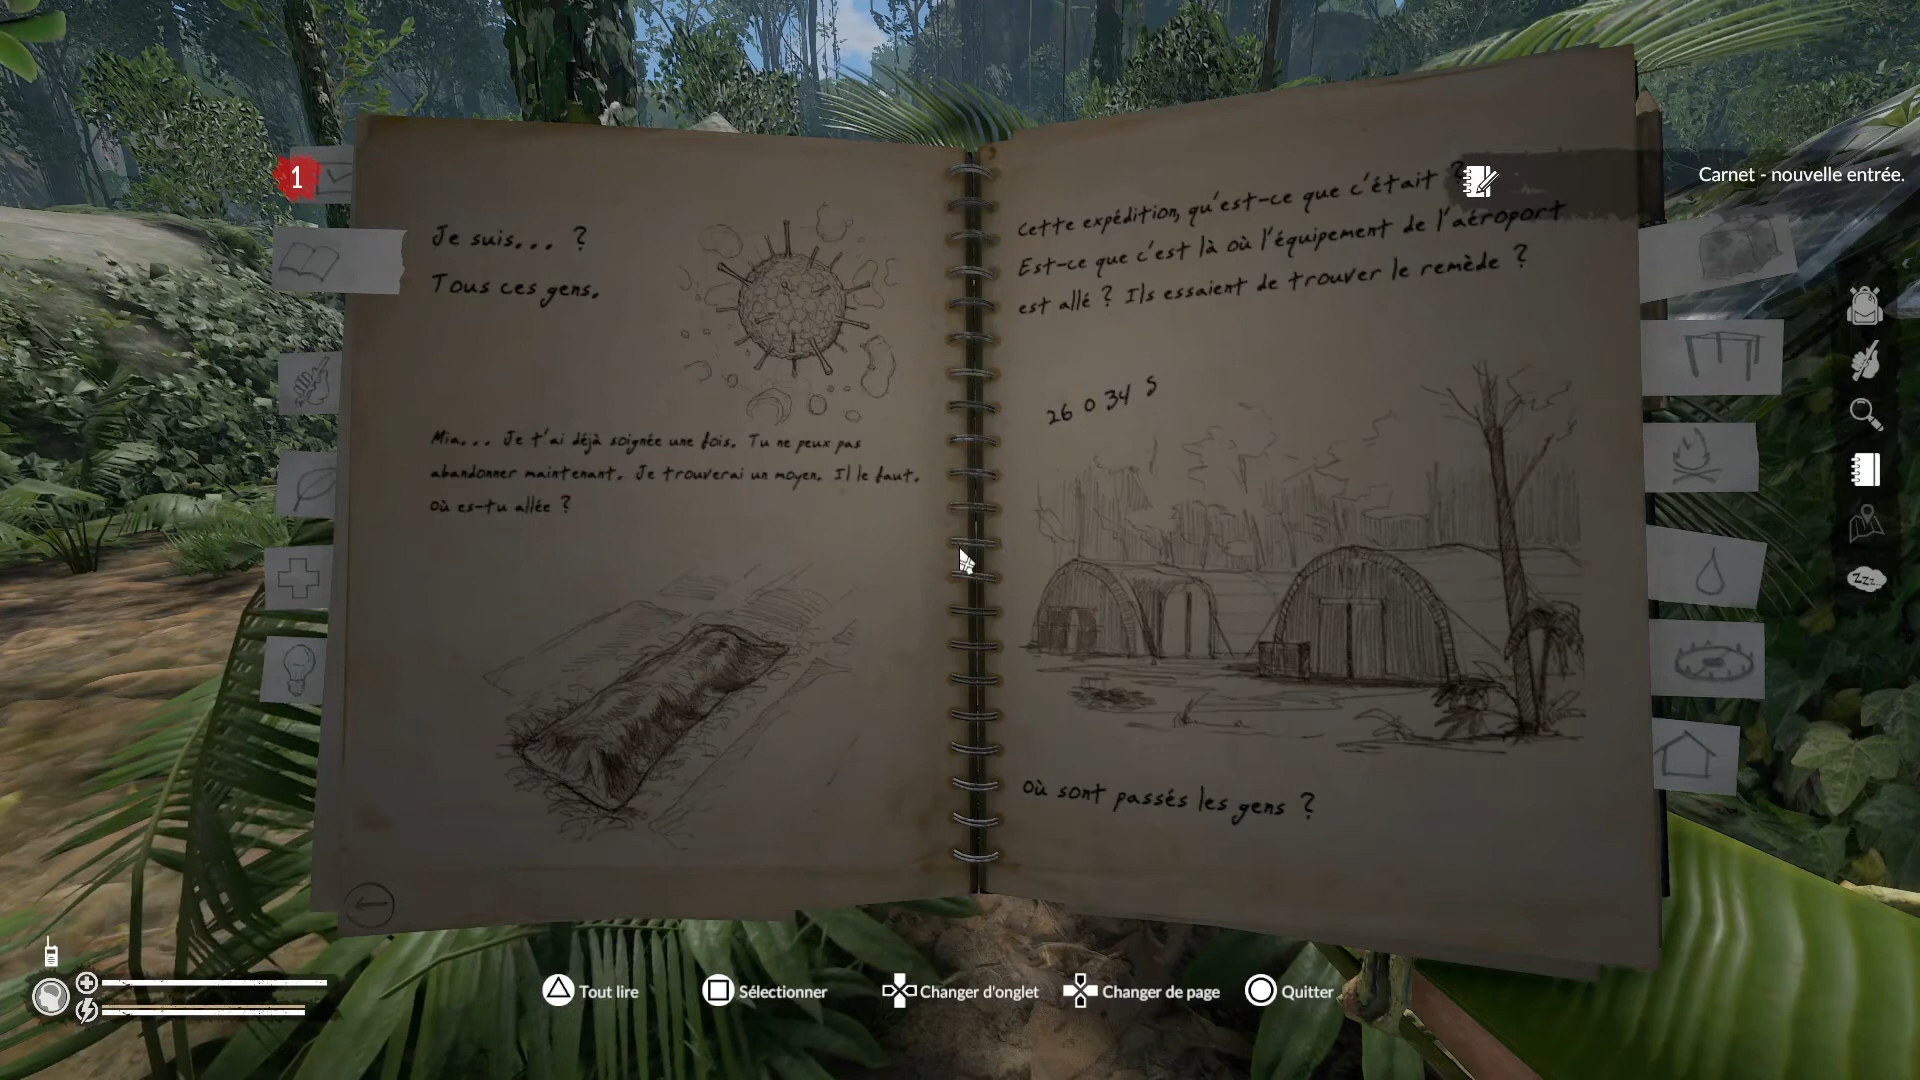 1
Je suis... ?
Tous ces gens.
Mia... Je t'ai déjà soignée une fois. Tu ne peux pas
abandonner maintenant. Je trouverai un moyen. Il le faut.
Où es-tu allée ?
Cette expédition, qu'est-ce que c'était ?
Est-ce que c'est là où l'équipement de l'aéroport
est allé ? Ils essaient de trouver le remède ?
26 O 34 S
Où sont passés les gens ?
Carnet - nouvelle entrée.
Zzz...
Tout lire
Sélectionner
Changer d'onglet
Changer de page
Quitter